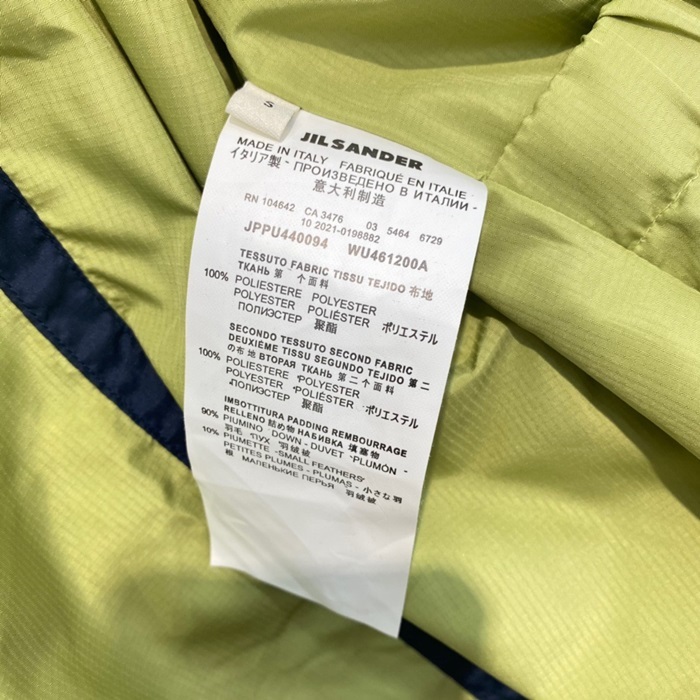 S
JIL SANDER
MADE IN ITALY FABRIQUÉ EN ITALIE
イタリア製 - ПРОИЗВЕДЕНО В ИТАЛИИ -
意大利制造
RN 104642 CA 3476 03 5464 6729
10 2021-0198882
JPPU440094 WU461200A
TESSUTO FABRIC TISSU TEJIDO 布地
ТКАНЬ 第一个面料
100% POLIESTERE POLYESTER
POLYESTER POLIÉSTER ポリエステル
ПОЛИЭСТЕР 聚酯
SECONDO TESSUTO SECOND FABRIC
DEUXIÈME TISSU SEGUNDO TEJIDO 第二
の布地 ВТОРАЯ ТКАНЬ 第二个面料
100% POLIESTERE POLYESTER
POLYESTER POLIÉSTER ポリエステル
ПОЛИЭСТЕР 聚酯
IMBOTTITURA PADDING REMBOURRAGE
RELLENO 詰め物 НАБИВКА 填塞物
90% PIUMINO DOWN - DUVET PLUMÓN -
羽毛 - ПУХ 羽绒被
10% PIUMETTE - SMALL FEATHERS
PETITES PLUMES - PLUMAS - 小さな羽
根 МАЛЕНЬКИЕ ПЕРЬЯ 羽绒被